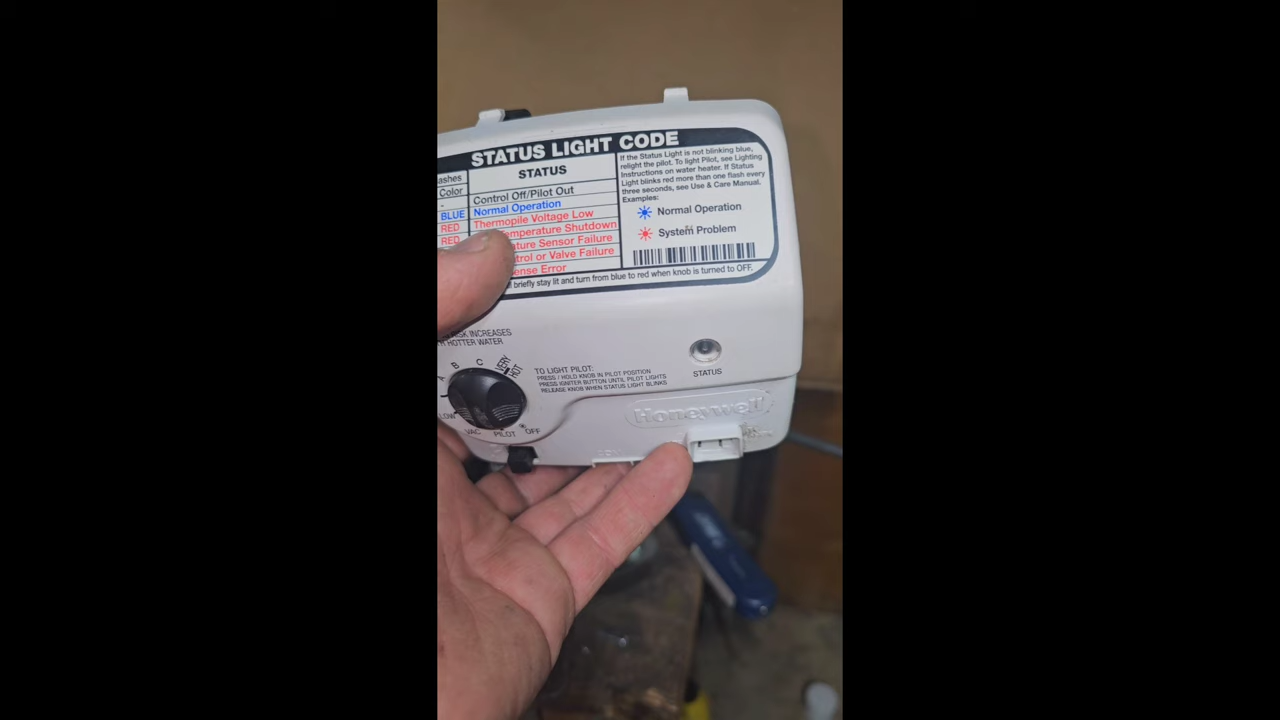 STATUS LIGHT CODE
ashes
Color
STATUS
-
Control Off/Pilot Out
BLUE
Normal Operation
RED
Thermopile Voltage Low
RED
emperature Shutdown
ature Sensor Failure
trol or Valve Failure
ense Error
If the Status Light is not blinking blue,
relight the pilot. To light Pilot, see Lighting
Instructions on water heater. If Status
Light blinks red more than one flash every
three seconds, see Use & Care Manual.
Examples:
Normal Operation
System Problem
briefly stay lit and turn from blue to red when knob is turned to OFF.
RISK INCREASES
HOTTER WATER
A
B
C
VERY
HOT
LOW
VAC
PILOT
OFF
TO LIGHT PILOT:
PRESS / HOLD KNOB IN PILOT POSITION
PRESS IGNITER BUTTON UNTIL PILOT LIGHTS
RELEASE KNOB WHEN STATUS LIGHT BLINKS
STATUS
Honeywell